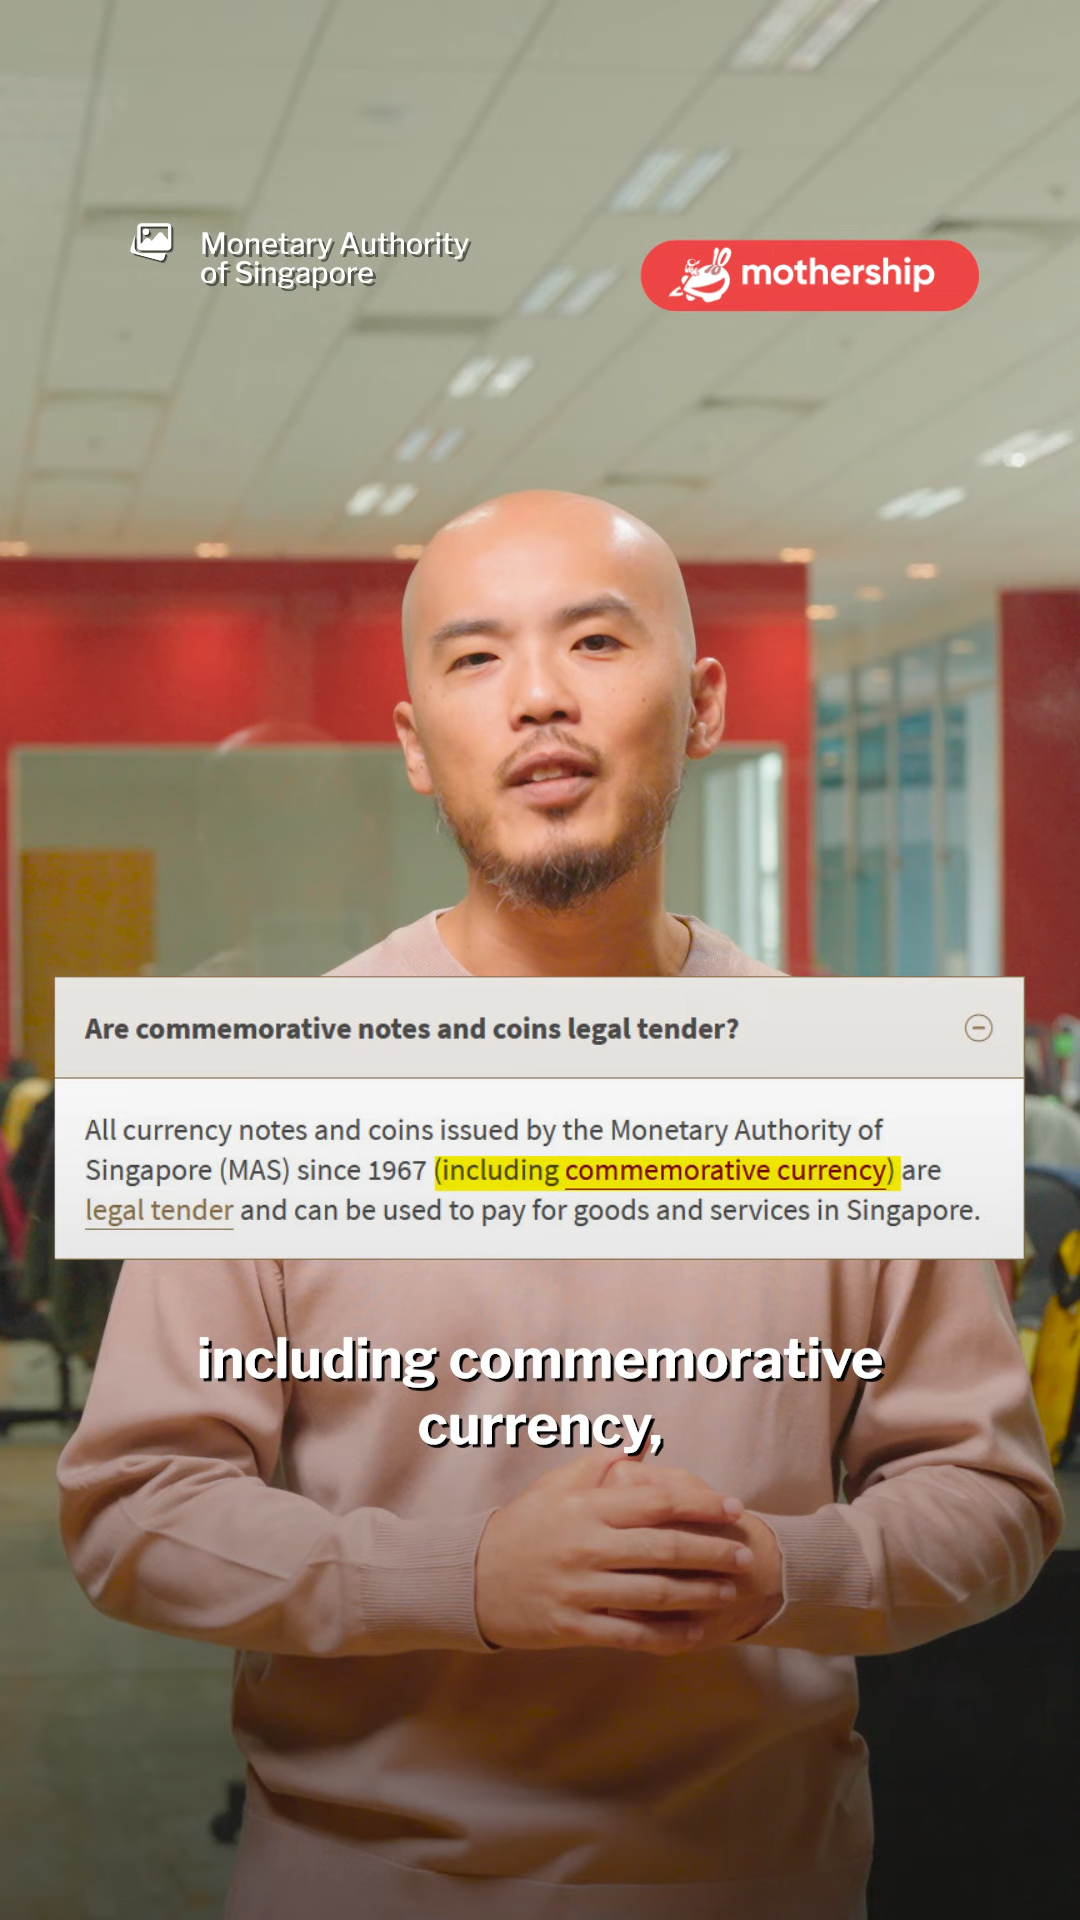 Monetary Authority
of Singapore
mothership
Are commemorative notes and coins legal tender?
All currency notes and coins issued by the Monetary Authority of
Singapore (MAS) since 1967 (including commemorative currency) are
legal tender and can be used to pay for goods and services in Singapore.
including commemorative
currency,